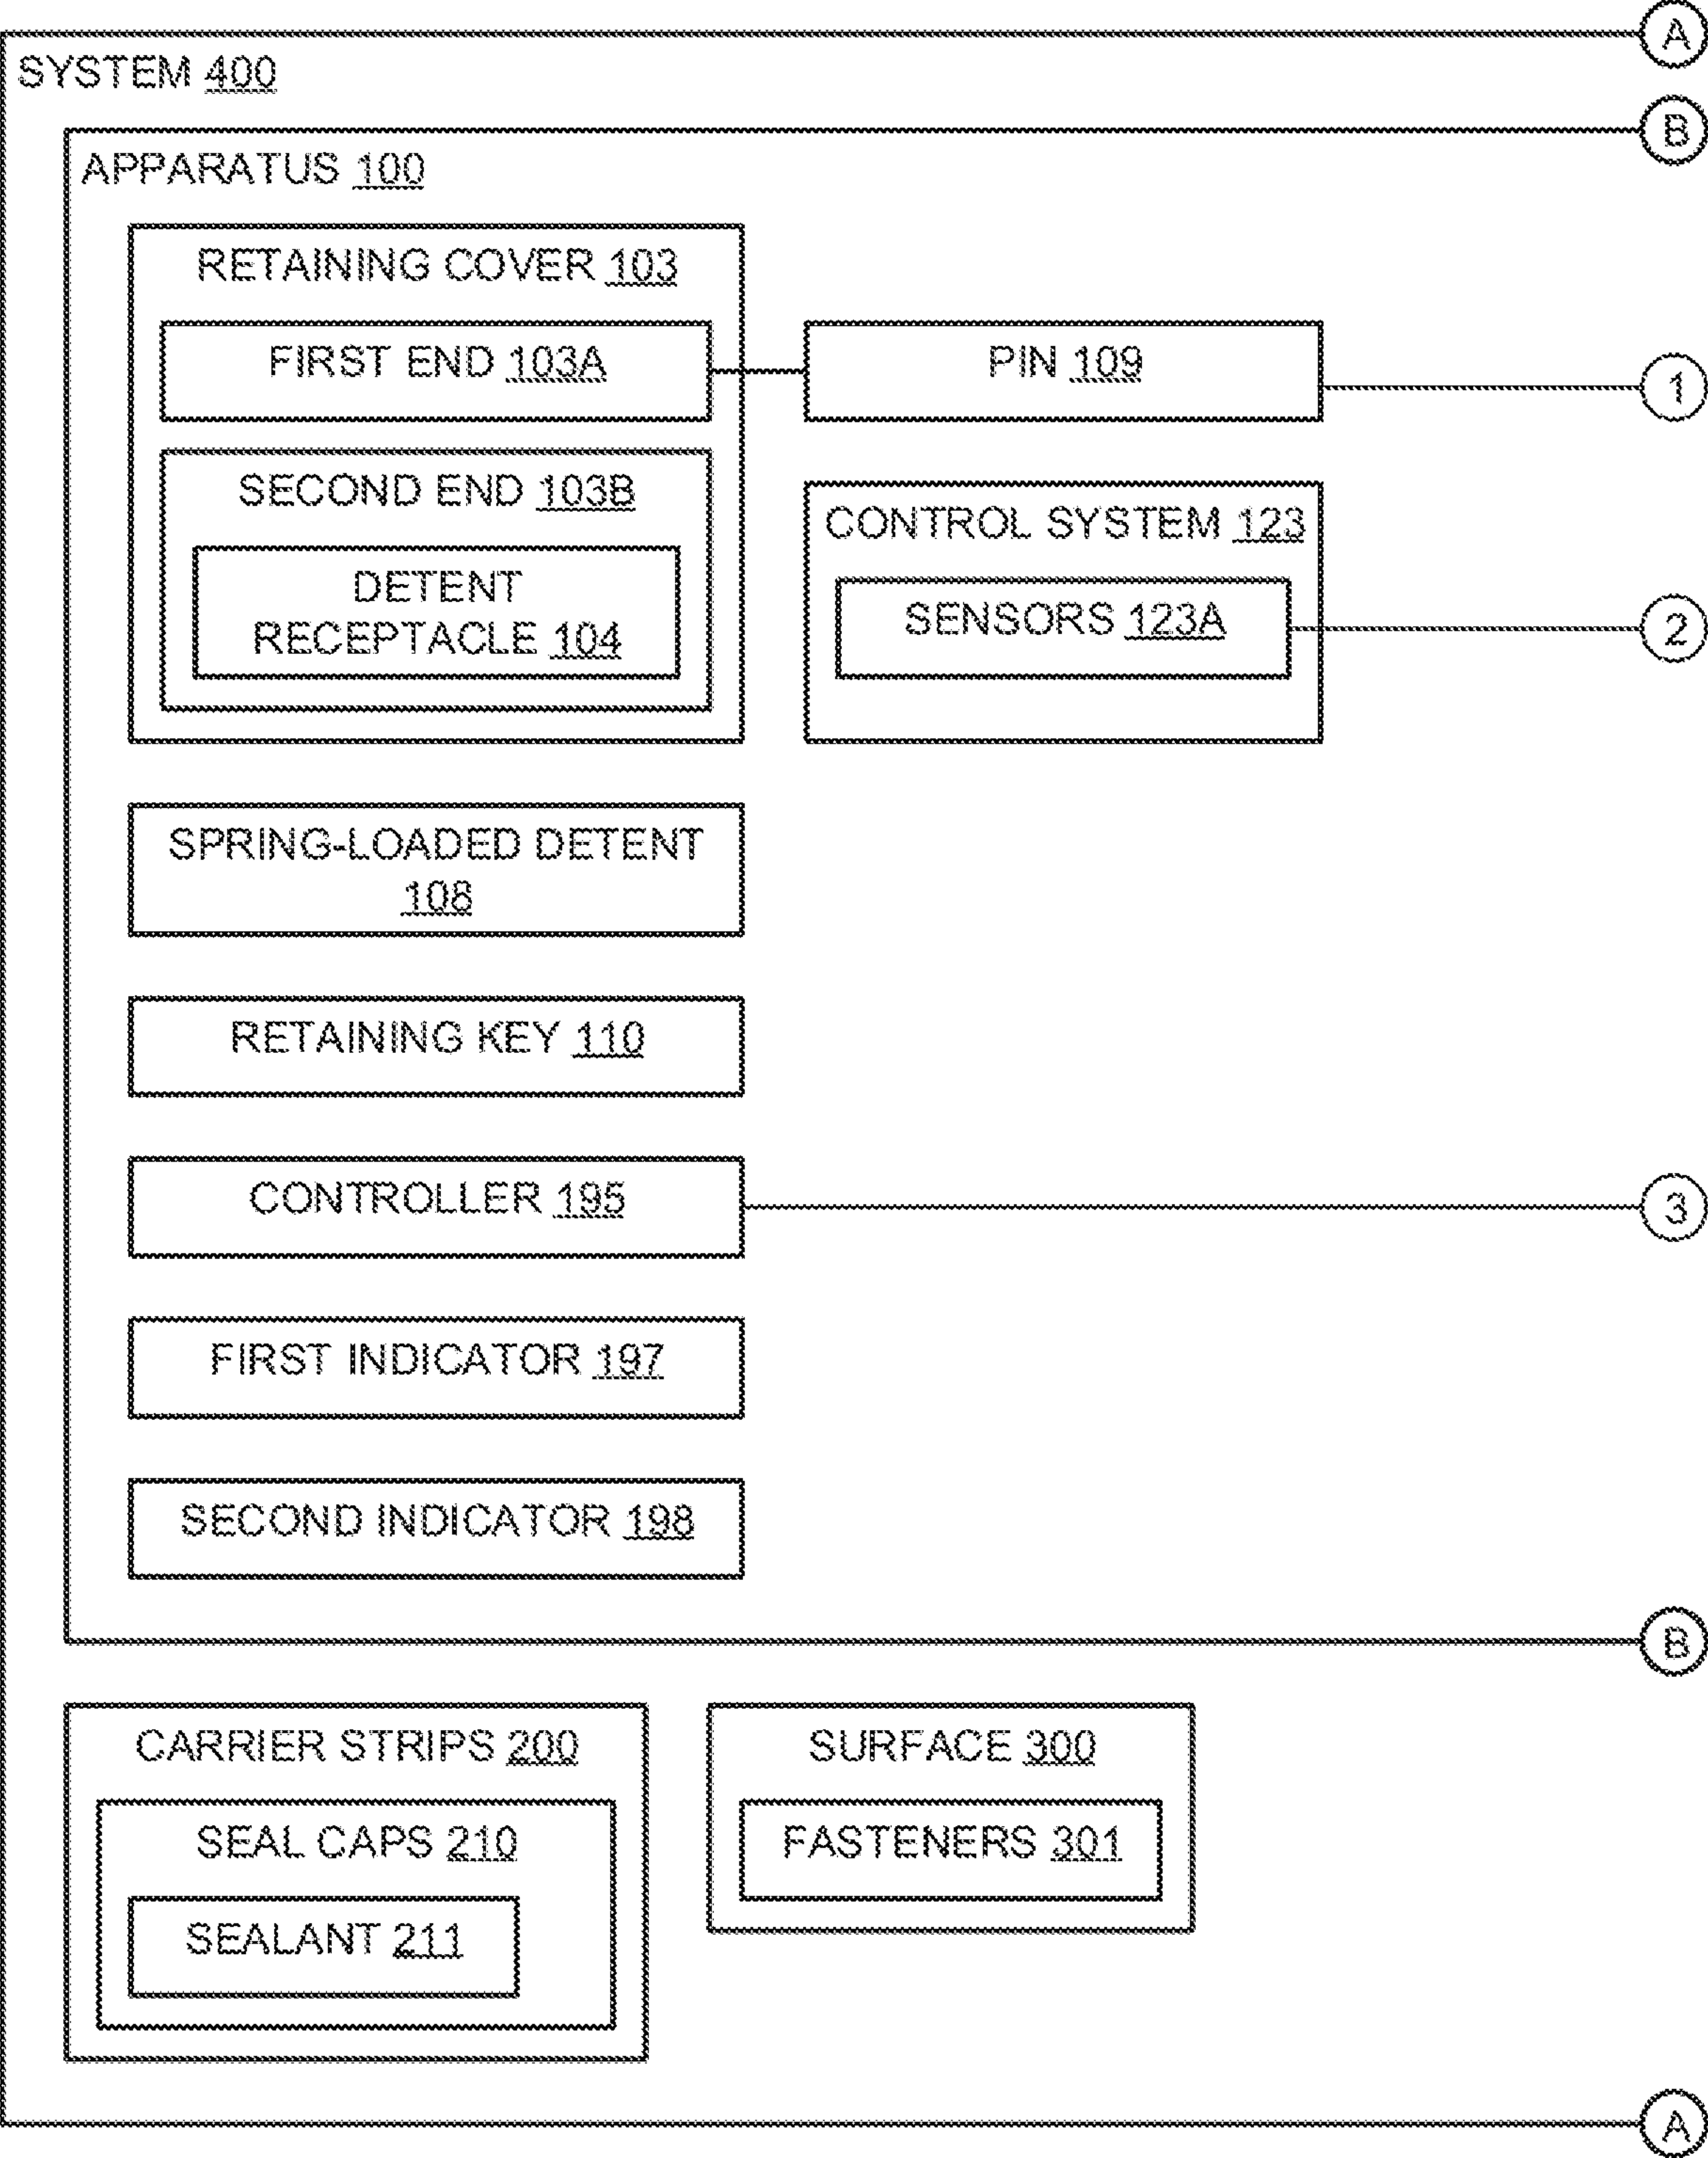 A
SYSTEM 400
B
APPARATUS 100
RETAINING COVER 103
FIRST END 103A
PIN 109
1
SECOND END 103B
CONTROL SYSTEM 123
DETENT
RECEPTACLE 104
SENSORS 123A
2
SPRING-LOADED DETENT
108
RETAINING KEY 110
CONTROLLER 195
3
FIRST INDICATOR 197
SECOND INDICATOR 198
B
CARRIER STRIPS 200
SURFACE 300
SEAL CAPS 210
FASTENERS 301
SEALANT 211
A